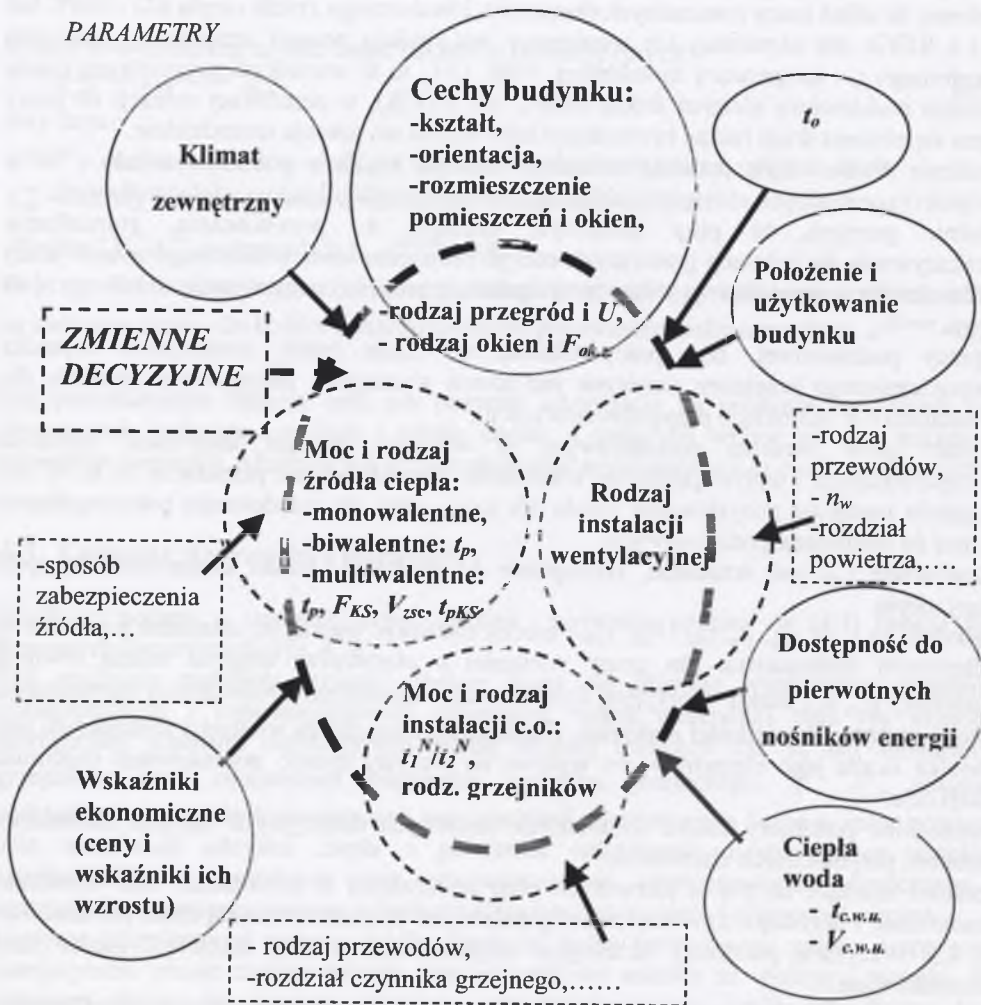 PARAMETRY
Cechy budynku:
-kształt,
-orientacja,
-rozmieszczenie
pomieszczeń i okien,
-rodzaj przegród i U,
- rodzaj okien i F_ok.z.
Klimat
zewnętrzny
t_o
Położenie i
użytkowanie
budynku
ZMIENNE
DECYZYJNE
Moc i rodzaj
źródła ciepła:
-monowalentne,
-biwalentne: t_p,
-multiwalentne:
t_p, F_KS, V_zsc, t_pKS.
Rodzaj
instalacji
wentylacyjnej
-rodzaj
przewodów,
- n_w
-rozdział
powietrza,….
-sposób
zabezpieczenia
źródła,…
Dostępność do
pierwotnych
nośników energii
Moc i rodzaj
instalacji c.o.:
t_1^N/t_2^N,
rodz. grzejników
Wskaźniki
ekonomiczne
(ceny i
wskaźniki ich
wzrostu)
Ciepła
woda
- t_c.w.u.
- V_c.w.u.
- rodzaj przewodów,
-rozdział czynnika grzejnego,……